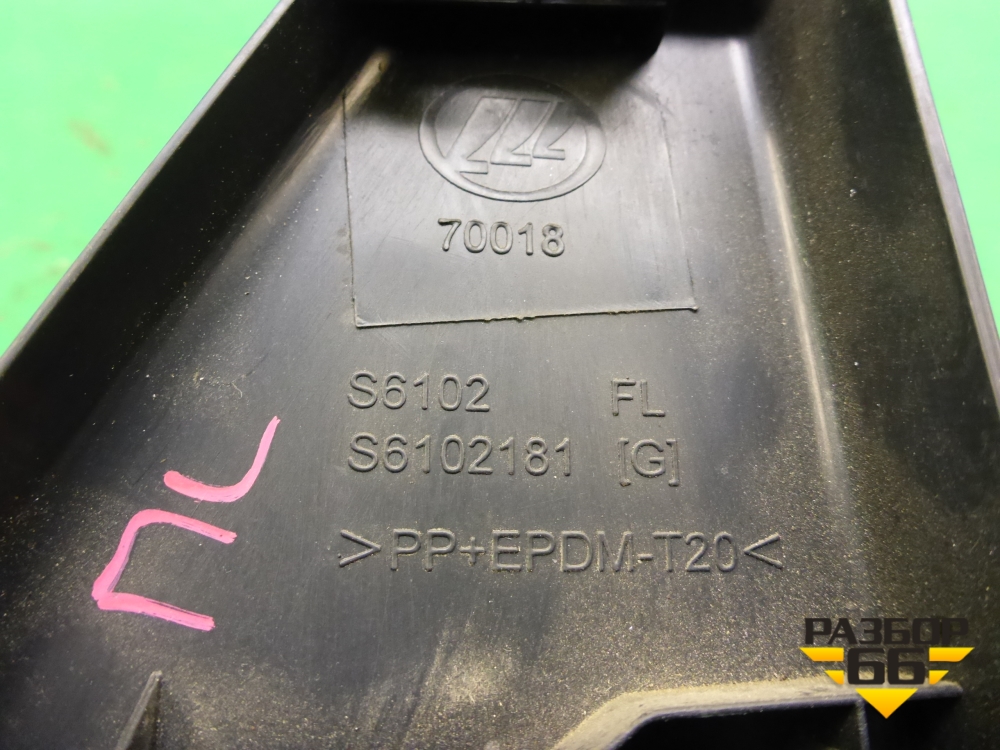 70018
S6102 FL
S6102181 [G]
>PP+EPDM-T20<
ПЛ
РАЗБОР
66